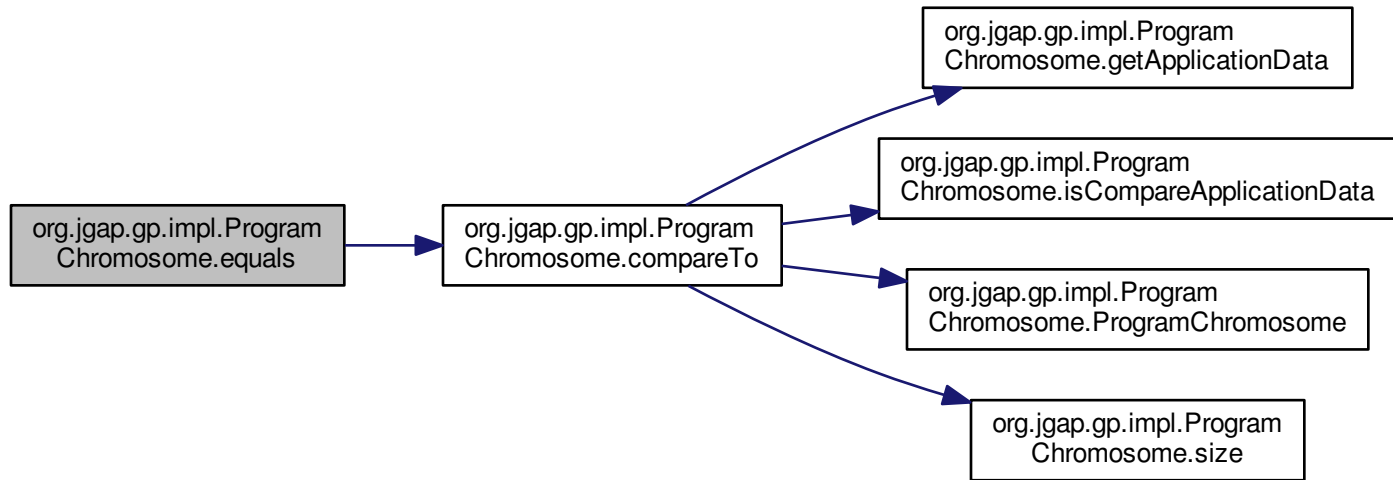 org.jgap.gp.impl.Program
Chromosome.equals
org.jgap.gp.impl.Program
Chromosome.compareTo
org.jgap.gp.impl.Program
Chromosome.getApplicationData
org.jgap.gp.impl.Program
Chromosome.isCompareApplicationData
org.jgap.gp.impl.Program
Chromosome.ProgramChromosome
org.jgap.gp.impl.Program
Chromosome.size